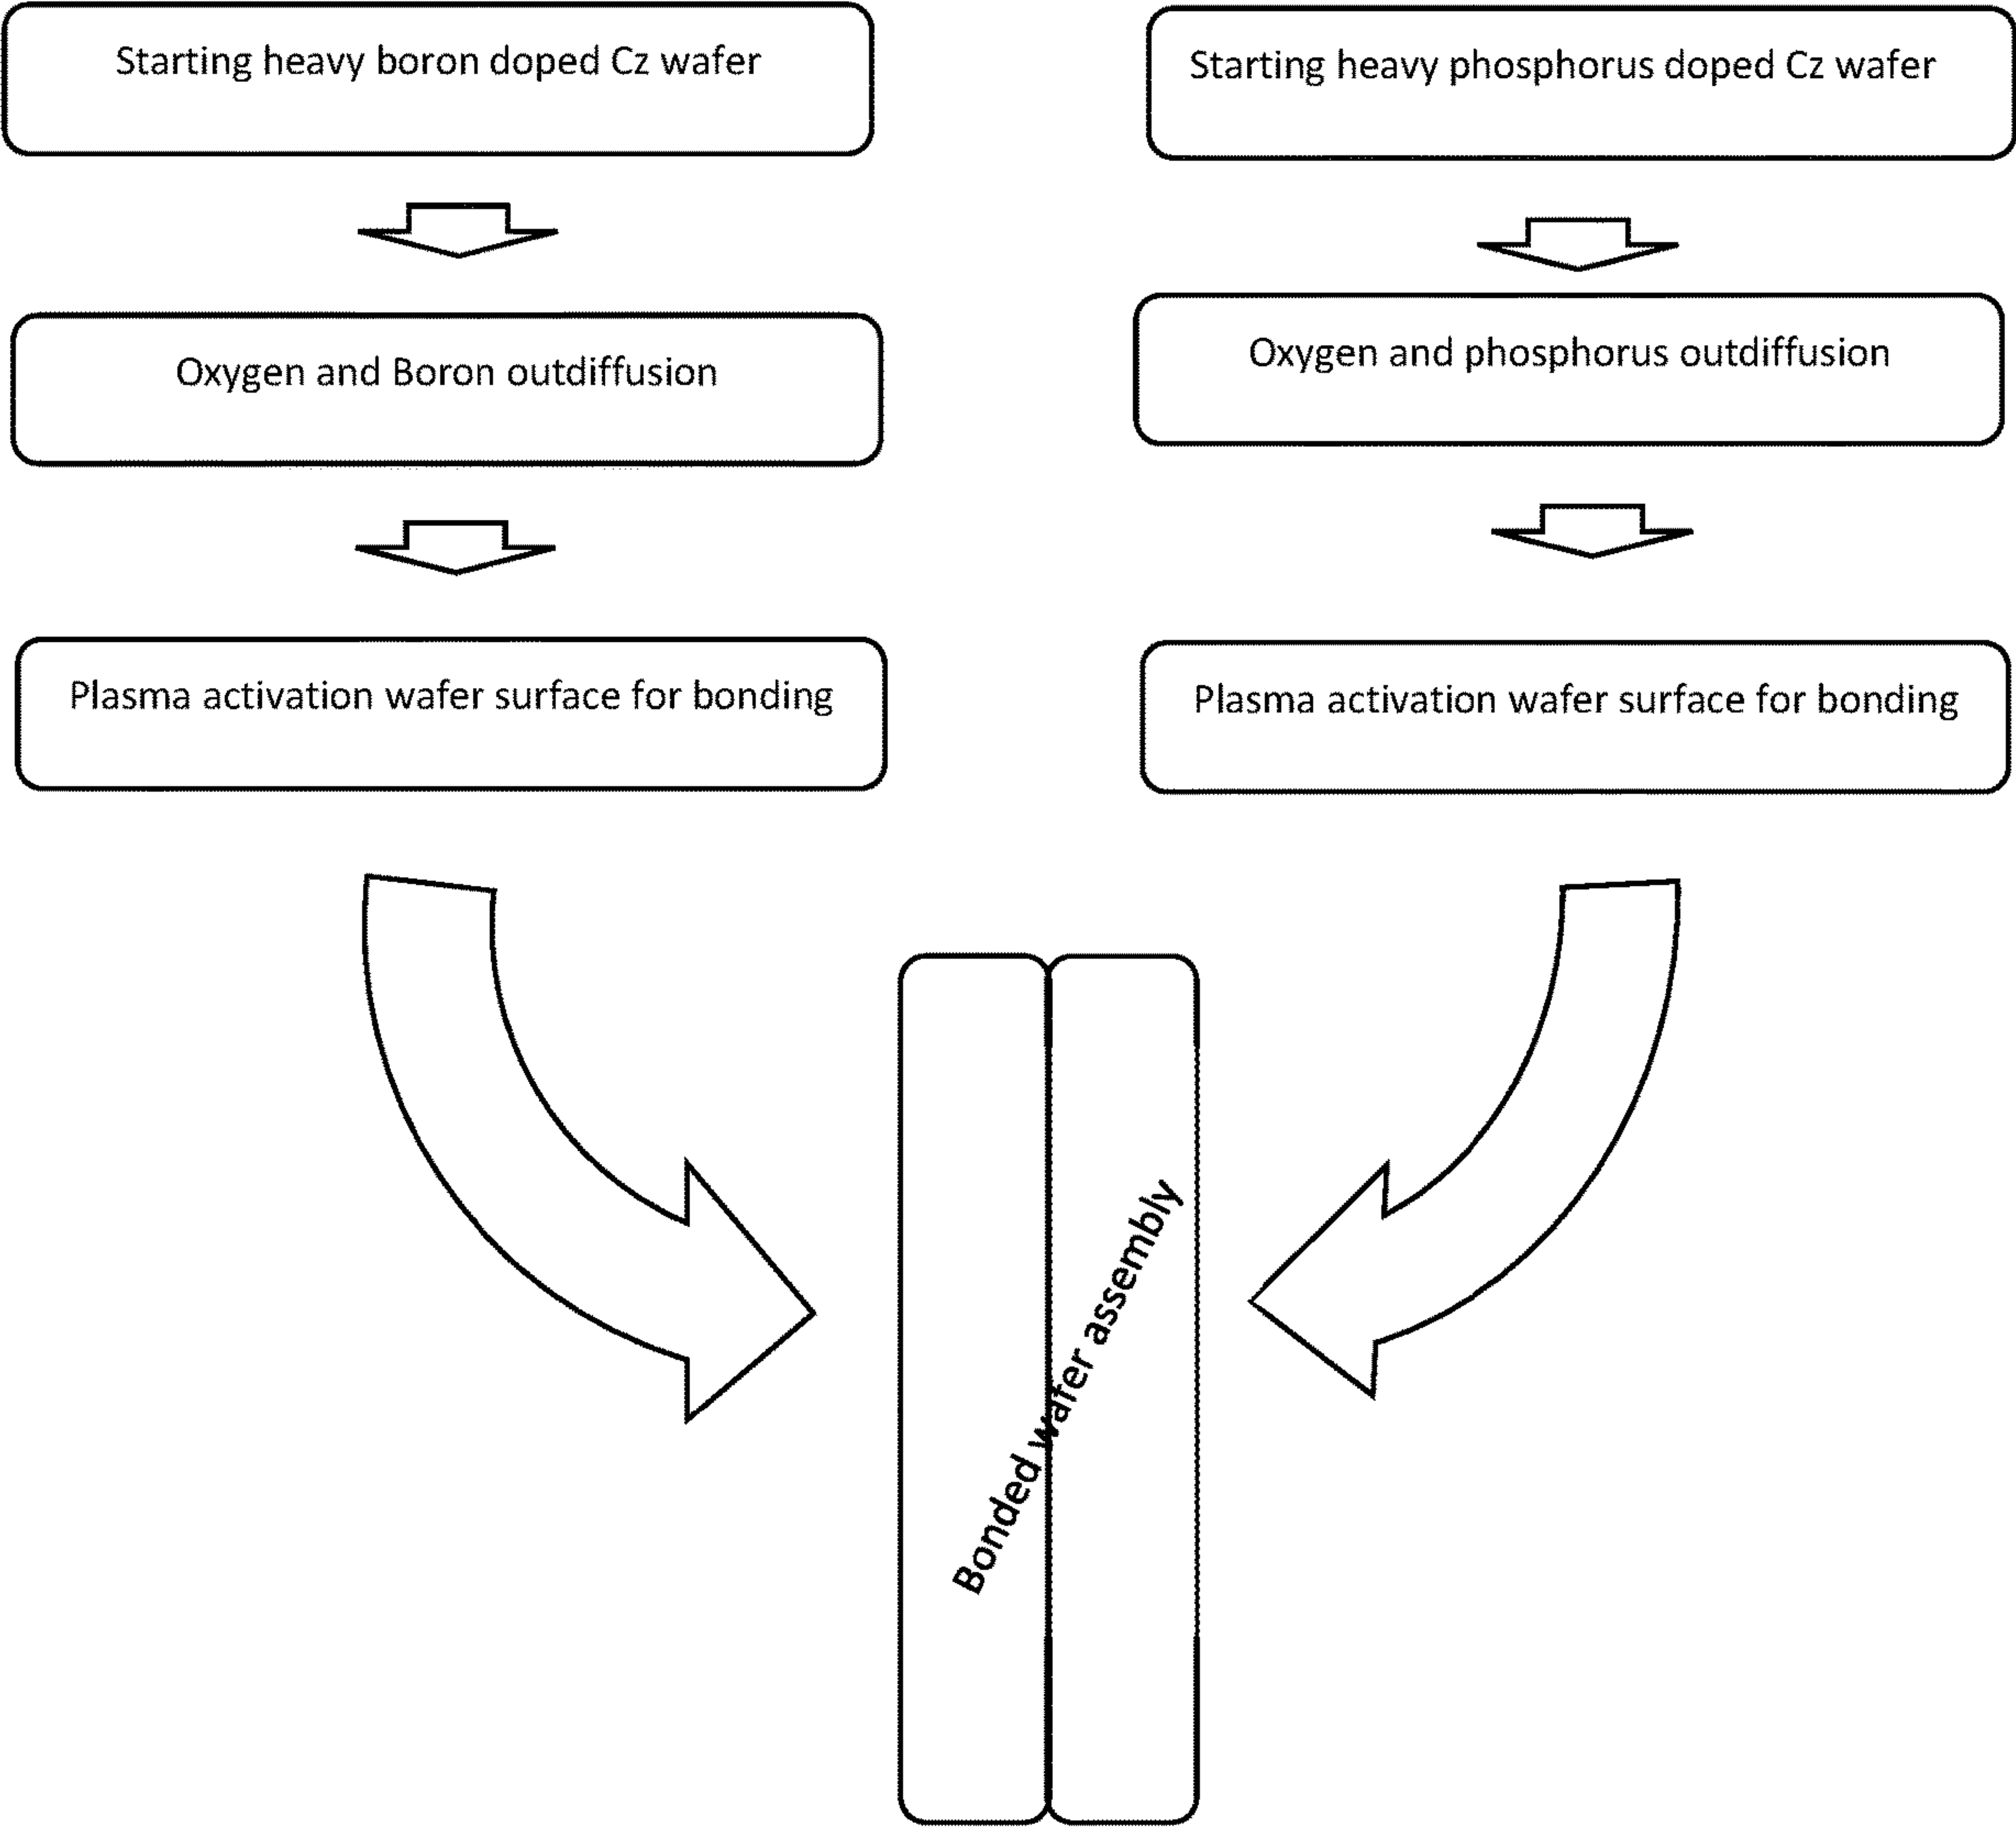 Starting heavy boron doped Cz wafer
Starting heavy phosphorus doped Cz wafer
Oxygen and Boron outdiffusion
Oxygen and phosphorus outdiffusion
Plasma activation wafer surface for bonding
Plasma activation wafer surface for bonding
Bonded wafer assembly